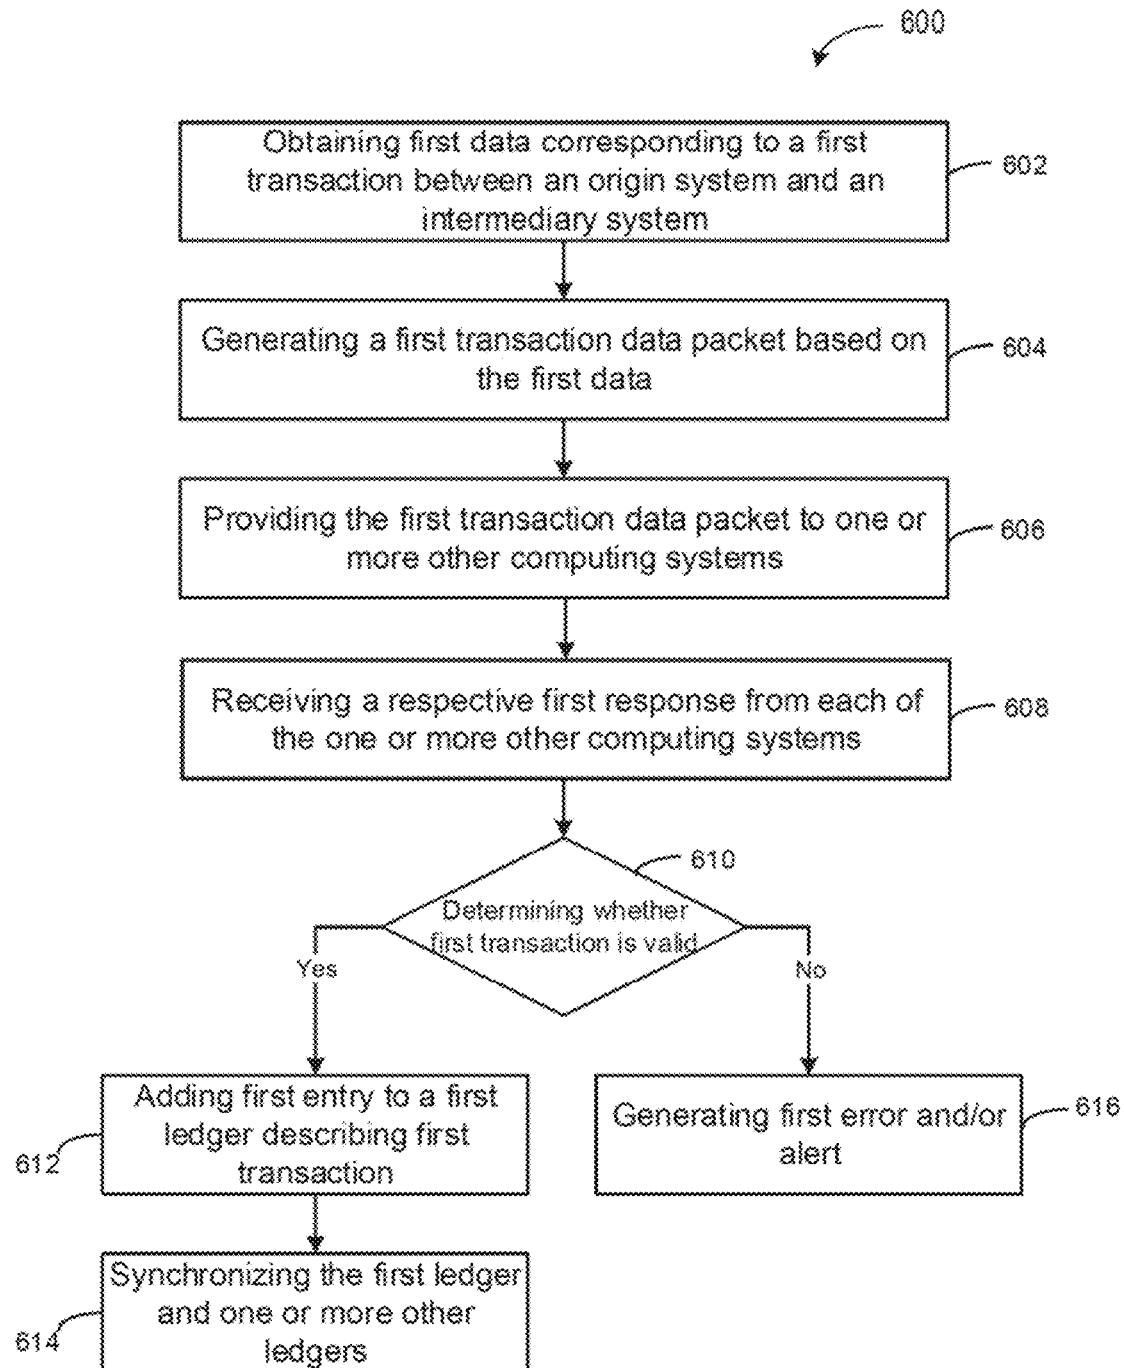 600
Obtaining first data corresponding to a first
transaction between an origin system and an
intermediary system
602
Generating a first transaction data packet based on
the first data
604
Providing the first transaction data packet to one or
more other computing systems
606
Receiving a respective first response from each of
the one or more other computing systems
608
610
Determining whether
first transaction is valid
Yes
No
Adding first entry to a first
ledger describing first
transaction
612
Generating first error and/or
alert
616
Synchronizing the first ledger
and one or more other
ledgers
614